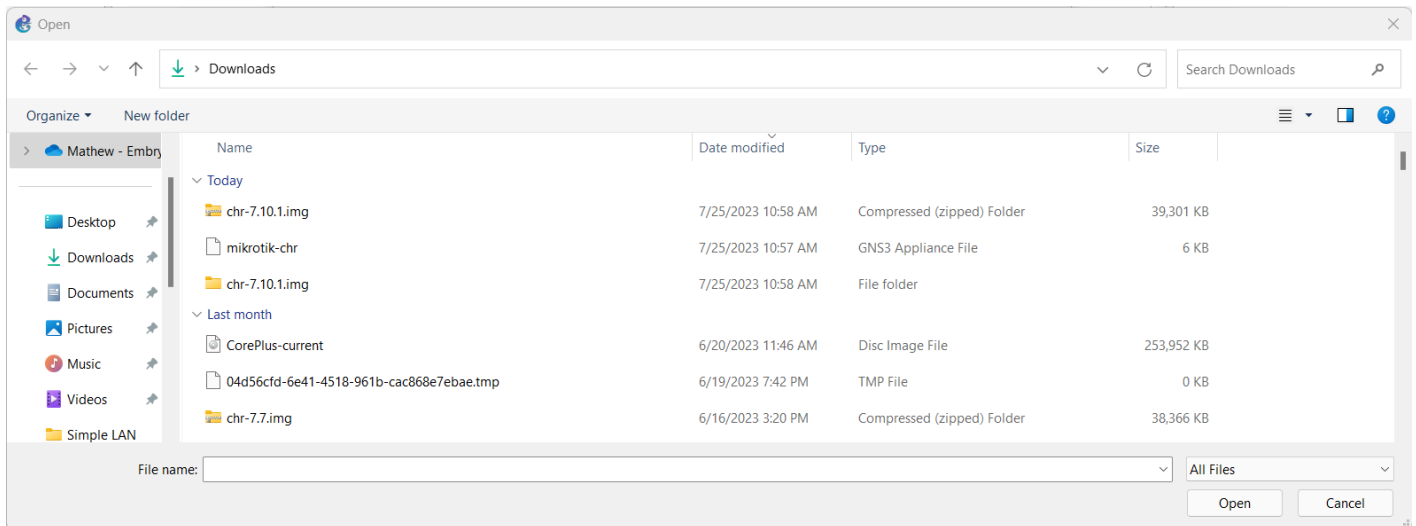 Open
Downloads
Search Downloads
Organize New folder
Mathew - Embry
Name Date modified Type Size
Today
chr-7.10.1.img 7/25/2023 10:58 AM Compressed (zipped) Folder 39,301 KB
Desktop
mikrotik-chr 7/25/2023 10:57 AM GNS3 Appliance File 6 KB
Downloads
chr-7.10.1.img 7/25/2023 10:58 AM File folder
Documents
Last month
Pictures
CorePlus-current 6/20/2023 11:46 AM Disc Image File 253,952 KB
Music
04d56cfd-6e41-4518-961b-cac868e7ebae.tmp 6/19/2023 7:42 PM TMP File 0 KB
Videos
chr-7.7.img 6/16/2023 3:20 PM Compressed (zipped) Folder 38,366 KB
Simple LAN
File name: All Files
Open Cancel